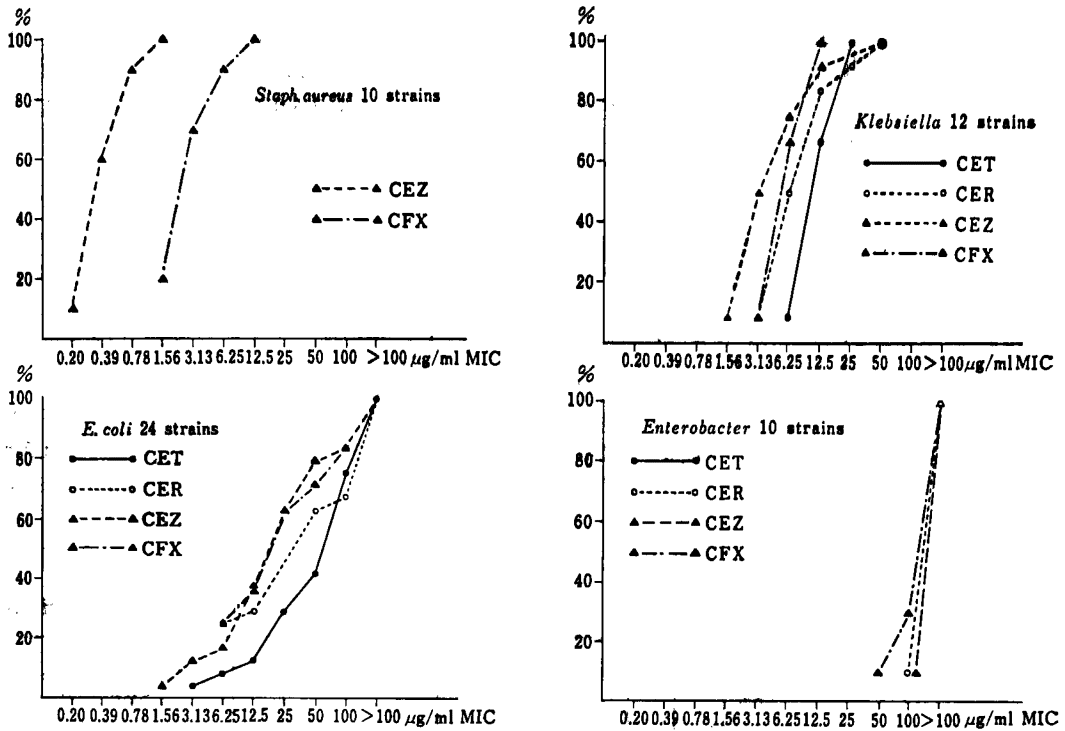 %
100
80
60
40
20
Staph. aureus 10 strains
CEZ
CFX
0.20 0.39 0.78 1.56 3.13 6.25 12.5 25 50 100 >100 μg/ml MIC
%
100
80
60
40
20
Klebsiella 12 strains
CET
CER
CEZ
CFX
0.20 0.39 0.78 1.56 3.13 6.25 12.5 25 50 100 >100 μg/ml MIC
%
100
80
60
40
20
E. coli 24 strains
CET
CER
CEZ
CFX
0.20 0.39 0.78 1.56 3.13 6.25 12.5 25 50 100 >100 μg/ml MIC
100
80
60
40
20
Enterobacter 10 strains
CET
CER
CEZ
CFX
0.20 0.39 0.78 1.56 3.13 6.25 12.5 25 50 100 >100 μg/ml MIC